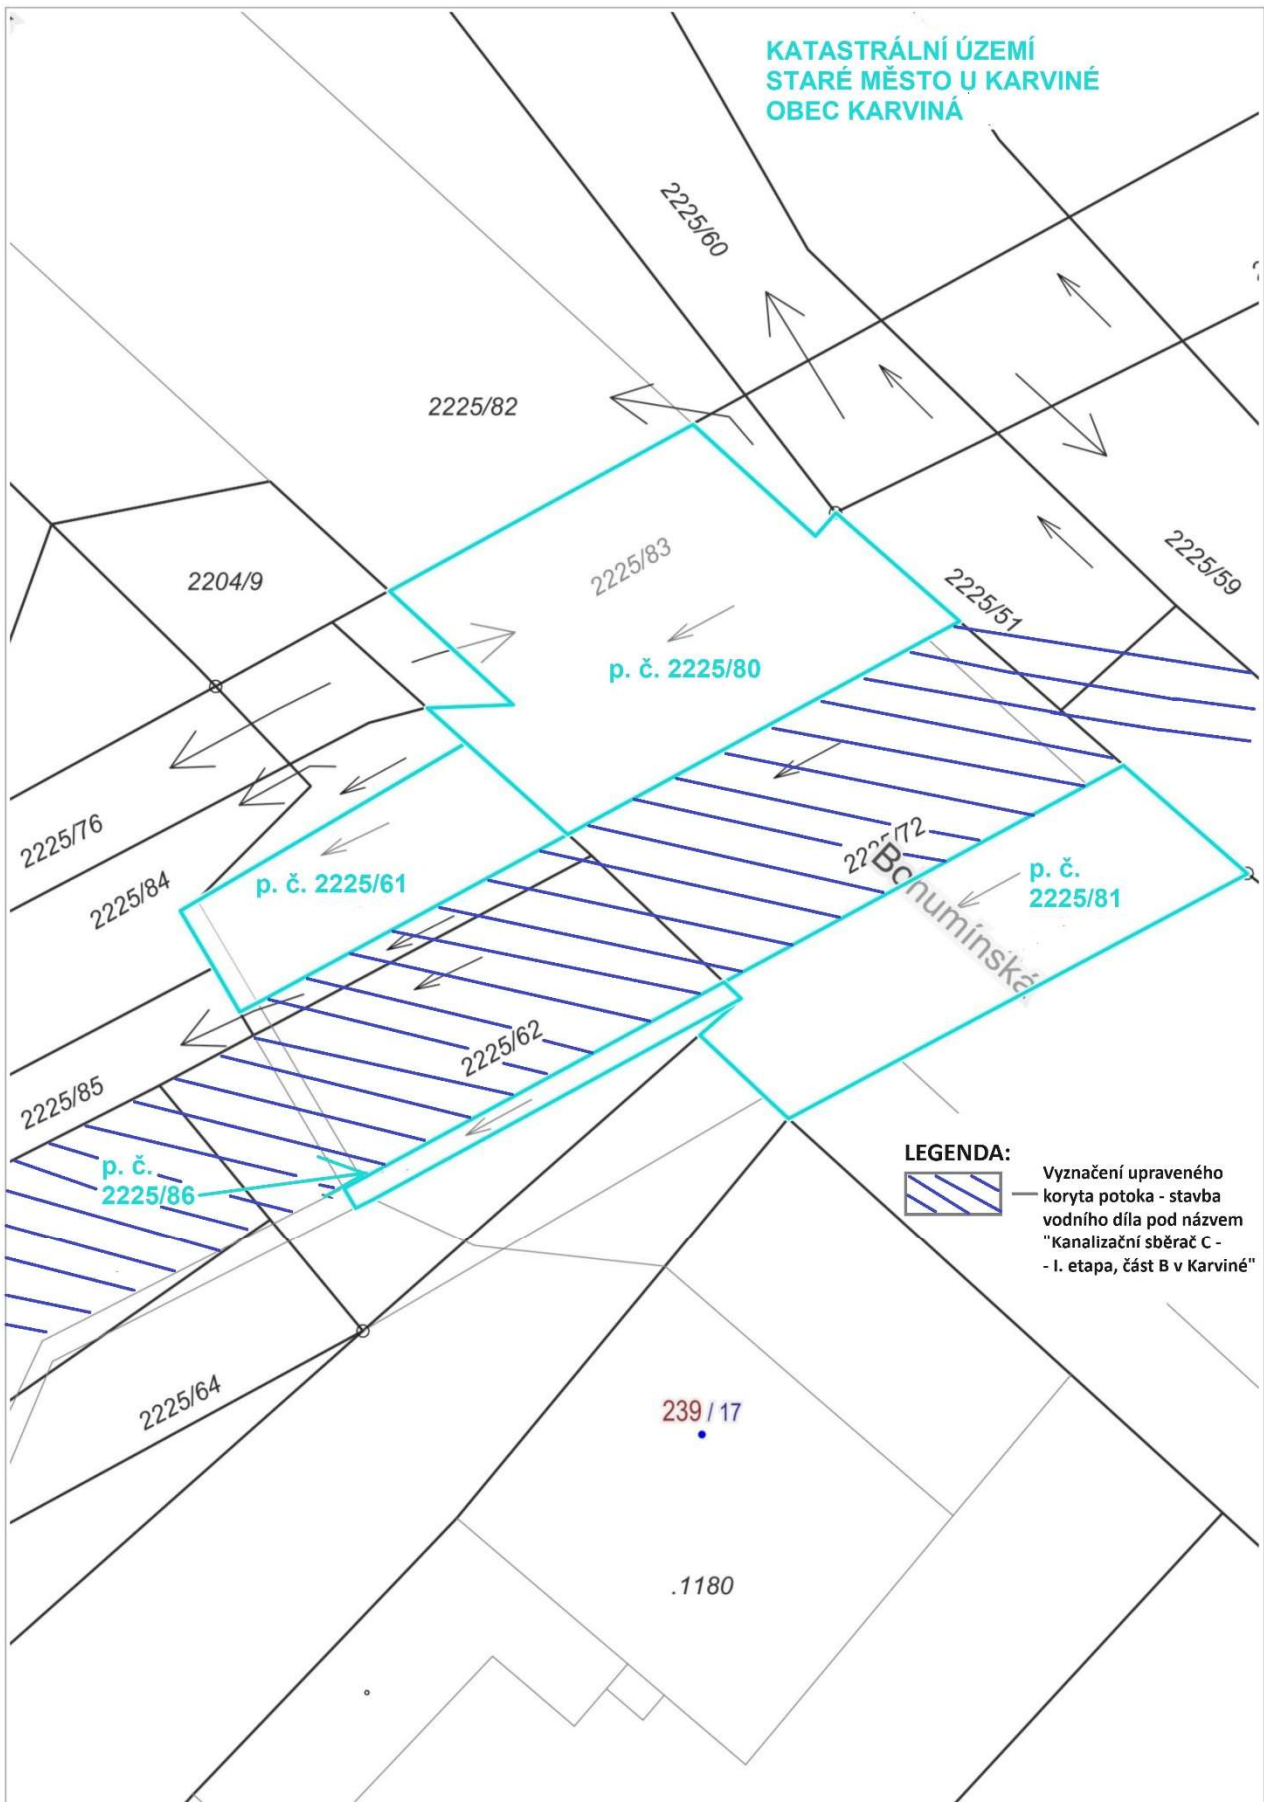 KATASTRÁLNÍ ÚZEMÍ
STARÉ MĚSTO U KARVINÉ
OBEC KARVINÁ
2225/60
2225/82
2225/83
2204/9
2225/59
2225/51
p. č. 2225/80
2225/76
2225/84
p. č. 2225/61
2225/72
p. č.
2225/81
2225/62
2225/85
p. č.
2225/86
LEGENDA:
Vyznačení upraveného
koryta potoka - stavba
vodního díla pod názvem
"Kanalizační sběrač C -
- I. etapa, část B v Karviné"
2225/64
239 / 17
.1180